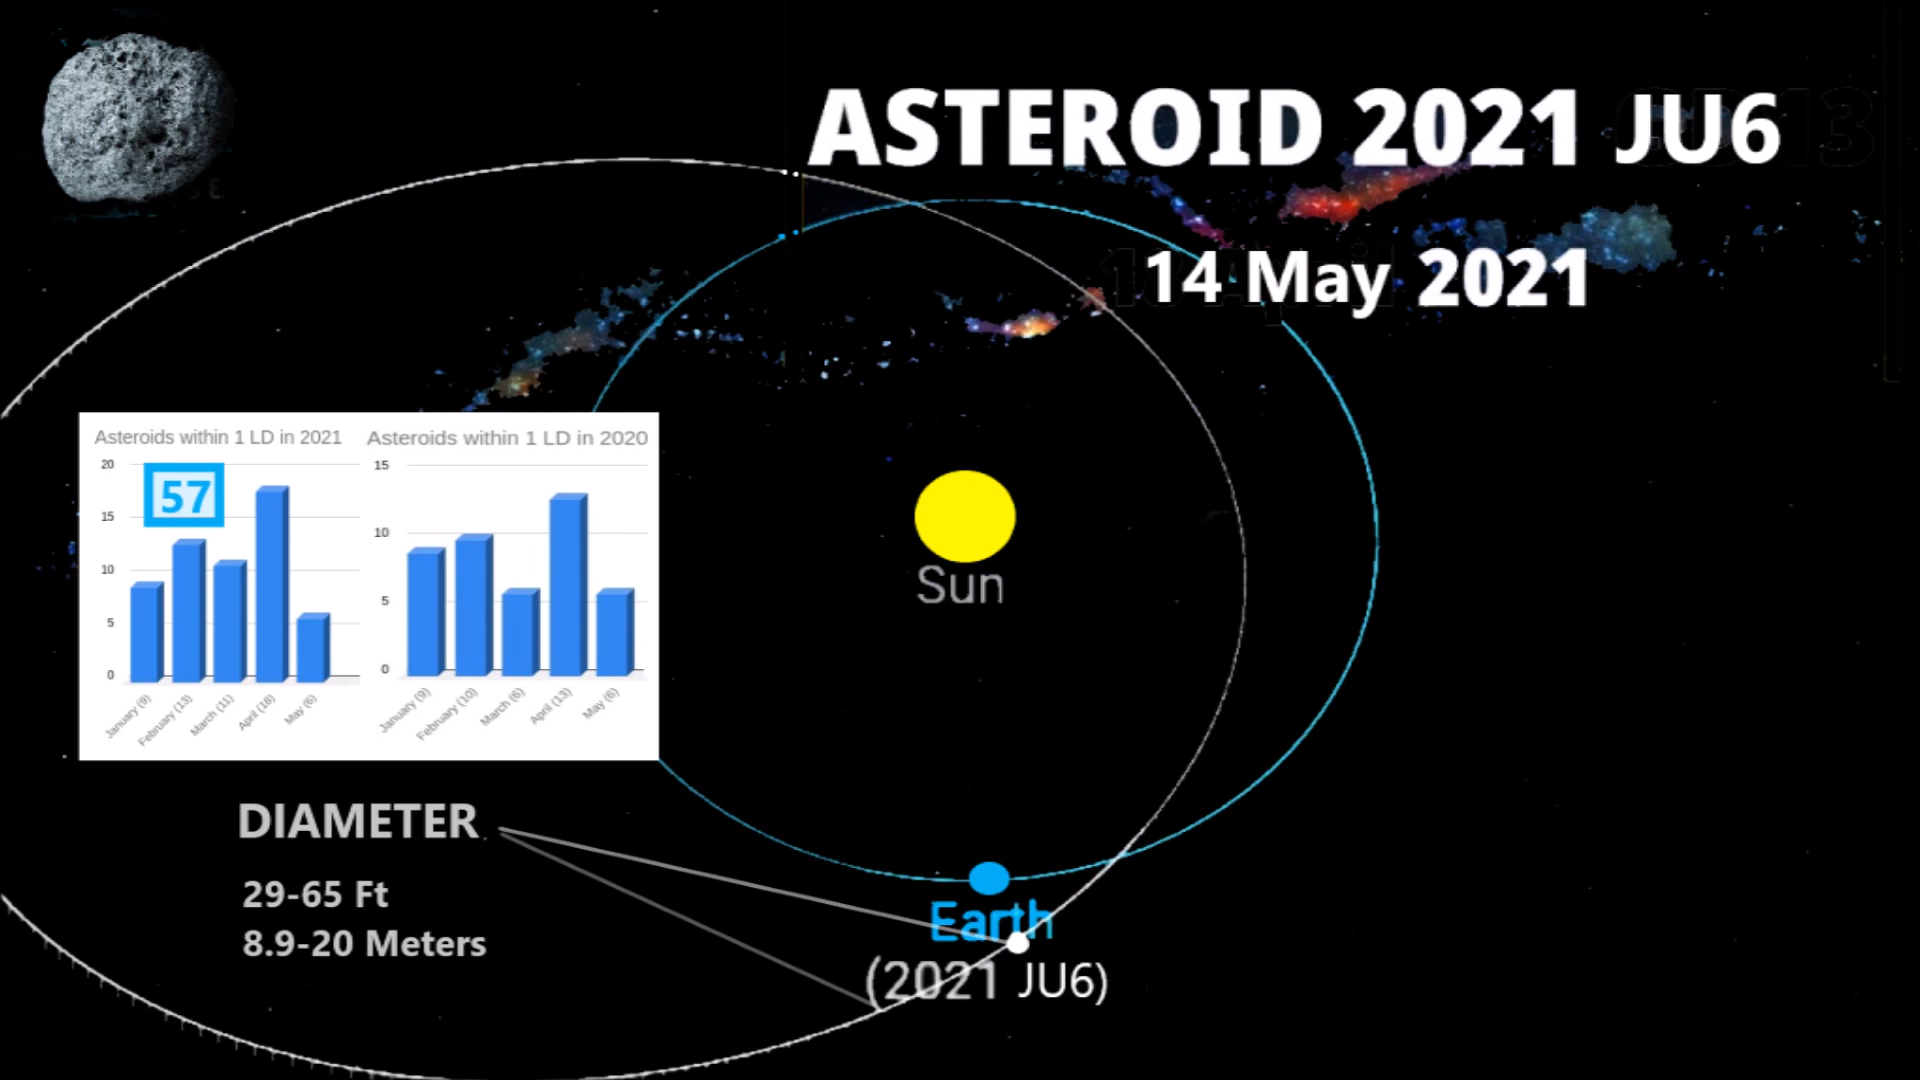 ASTEROID 2021 JU6
14 May 2021
Asteroids within 1 LD in 2021
20
57
15
10
5
0
January (9)
February (13)
March (11)
April (18)
May (6)
Asteroids within 1 LD in 2020
15
10
5
0
January (9)
February (10)
March (6)
April (13)
May (6)
Sun
DIAMETER
29-65 Ft
8.9-20 Meters
Earth
(2021 JU6)